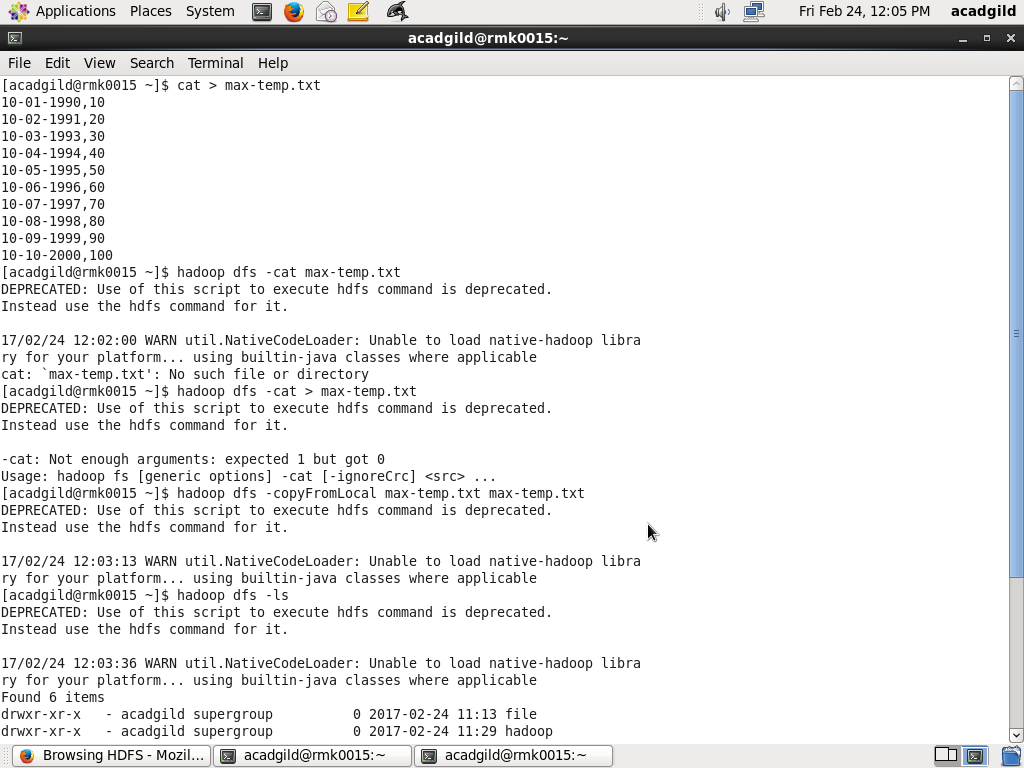 Applications Places System Fri Feb 24, 12:05 PM acadgild
acadgild@rmk0015:~
File Edit View Search Terminal Help
[acadgild@rmk0015 ~]$ cat > max-temp.txt
10-01-1990,10
10-02-1991,20
10-03-1993,30
10-04-1994,40
10-05-1995,50
10-06-1996,60
10-07-1997,70
10-08-1998,80
10-09-1999,90
10-10-2000,100
[acadgild@rmk0015 ~]$ hadoop dfs -cat max-temp.txt
DEPRECATED: Use of this script to execute hdfs command is deprecated.
Instead use the hdfs command for it.

17/02/24 12:02:00 WARN util.NativeCodeLoader: Unable to load native-hadoop libra
ry for your platform... using builtin-java classes where applicable
cat: `max-temp.txt': No such file or directory
[acadgild@rmk0015 ~]$ hadoop dfs -cat > max-temp.txt
DEPRECATED: Use of this script to execute hdfs command is deprecated.
Instead use the hdfs command for it.

-cat: Not enough arguments: expected 1 but got 0
Usage: hadoop fs [generic options] -cat [-ignoreCrc] <src> ...
[acadgild@rmk0015 ~]$ hadoop dfs -copyFromLocal max-temp.txt max-temp.txt
DEPRECATED: Use of this script to execute hdfs command is deprecated.
Instead use the hdfs command for it.

17/02/24 12:03:13 WARN util.NativeCodeLoader: Unable to load native-hadoop libra
ry for your platform... using builtin-java classes where applicable
[acadgild@rmk0015 ~]$ hadoop dfs -ls
DEPRECATED: Use of this script to execute hdfs command is deprecated.
Instead use the hdfs command for it.

17/02/24 12:03:36 WARN util.NativeCodeLoader: Unable to load native-hadoop libra
ry for your platform... using builtin-java classes where applicable
Found 6 items
drwxr-xr-x   - acadgild supergroup          0 2017-02-24 11:13 file
drwxr-xr-x   - acadgild supergroup          0 2017-02-24 11:29 hadoop
Browsing HDFS - Mozil... acadgild@rmk0015:~ acadgild@rmk0015:~